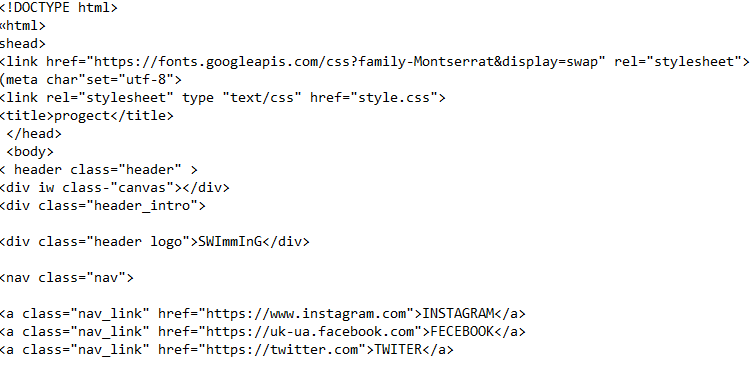 <!DOCTYPE html>
«html>
shead>
<link href="https://fonts.googleapis.com/css?family-Montserrat&display=swap" rel="stylesheet">
(meta char"set="utf-8">
<link rel="stylesheet" type "text/css" href="style.css">
<title>progect</title>
</head>
<body>
< header class="header" >
<div iw class-"canvas"></div>
<div class="header_intro">
<div class="header logo">SWImmInG</div>
<nav class="nav">
<a class="nav_link" href="https://www.instagram.com">INSTAGRAM</a>
<a class="nav_link" href="https://uk-ua.facebook.com">FECEBOOK</a>
<a class="nav_link" href="https://twitter.com">TWITER</a>